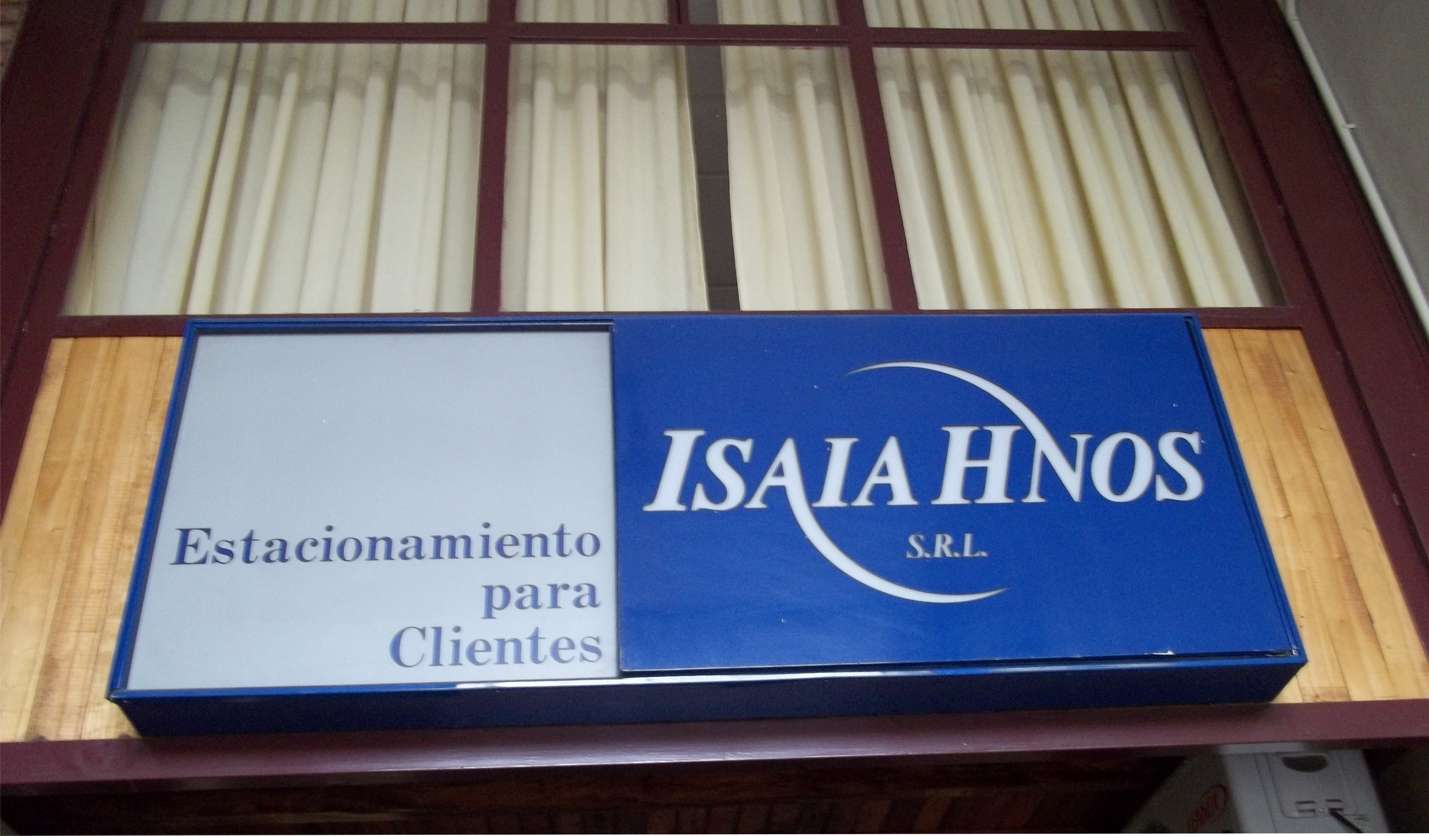 Estacionamiento
para
Clientes
ISAIA HNOS
S.R.L.